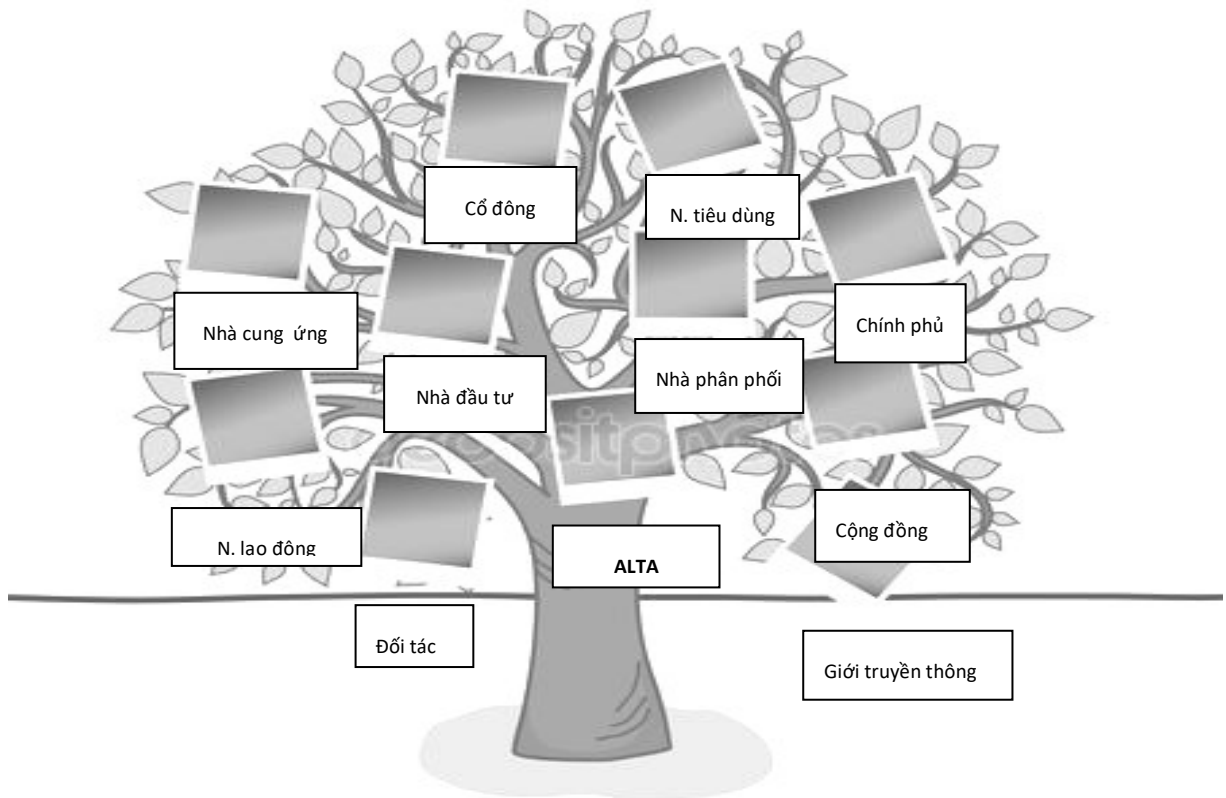 Cổ đông
N. tiêu dùng
Nhà cung ứng
Chính phủ
Nhà đầu tư
Nhà phân phối
N. lao đông
Cộng đồng
ALTA
Đối tác
Giới truyền thông